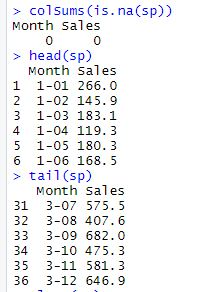 > colSums(is.na(sp))
Month Sales
    0     0
> head(sp)
  Month Sales
1  1-01 266.0
2  1-02 145.9
3  1-03 183.1
4  1-04 119.3
5  1-05 180.3
6  1-06 168.5
> tail(sp)
   Month Sales
31  3-07 575.5
32  3-08 407.6
33  3-09 682.0
34  3-10 475.3
35  3-11 581.3
36  3-12 646.9